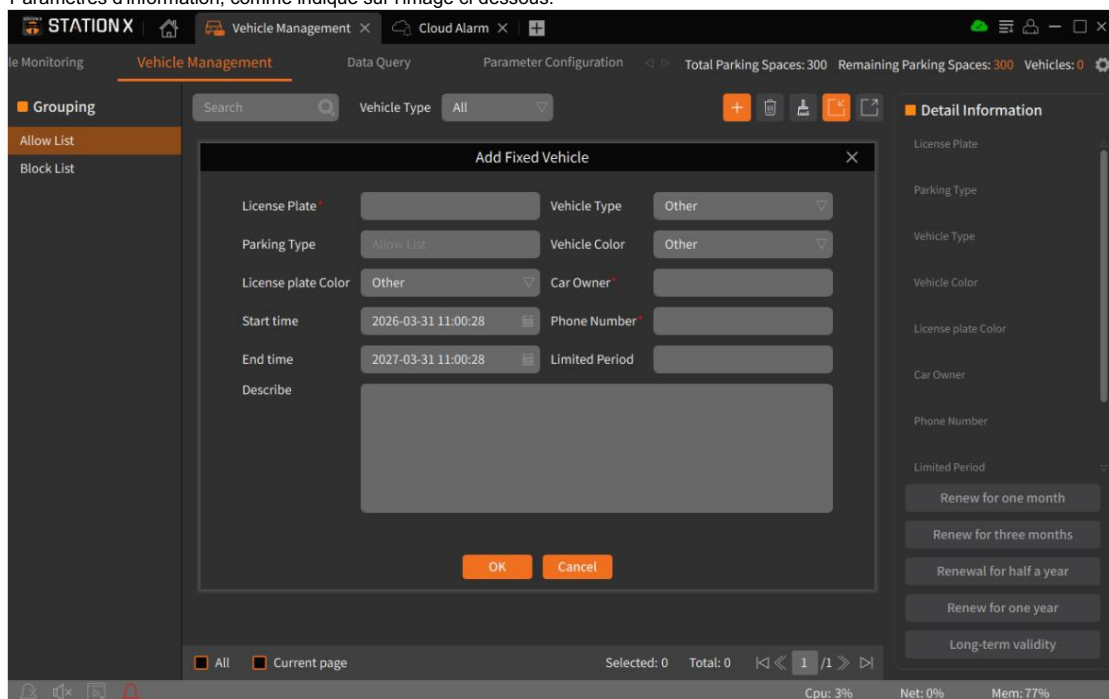 Paramètres d'information, comme indiqué sur l'image ci-dessous.
STATION X Vehicle Management Cloud Alarm
le Monitoring Vehicle Management Data Query Parameter Configuration Total Parking Spaces: 300 Remaining Parking Spaces: 300 Vehicles: 0
Grouping
Allow List
Block List
Search Vehicle Type All
Add Fixed Vehicle
License Plate* Vehicle Type Other
Parking Type Allow List Vehicle Color Other
License plate Color Other Car Owner*
Start time 2026-03-31 11:00:28 Phone Number*
End time 2027-03-31 11:00:28 Limited Period
Describe
OK Cancel
All Current page Selected: 0 Total: 0 1 /1
Detail Information
License Plate
Parking Type
Vehicle Type
Vehicle Color
License plate Color
Car Owner
Phone Number
Limited Period
Renew for one month
Renew for three months
Renewal for half a year
Renew for one year
Long-term validity
Cpu: 3% Net: 0% Mem: 77%